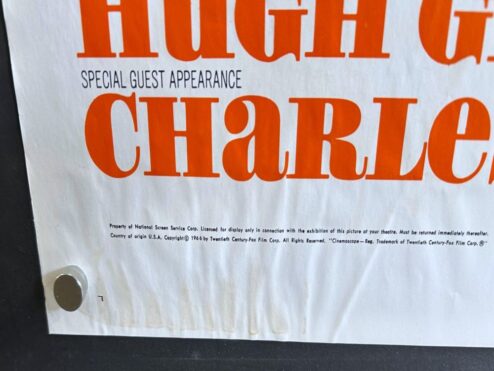 HUGH G
SPECIAL GUEST APPEARANCE
CHARLES
Property of National Screen Service Corp. Licensed for display only in connection with the exhibition of this picture at your theatre. Must be returned immediately thereafter.
Country of origin U.S.A. Copyright © 1964 by Twentieth Century-Fox Film Corp. All Rights Reserved. "Cinemascope—Reg. Trademark of Twentieth Century-Fox Film Corp.®"